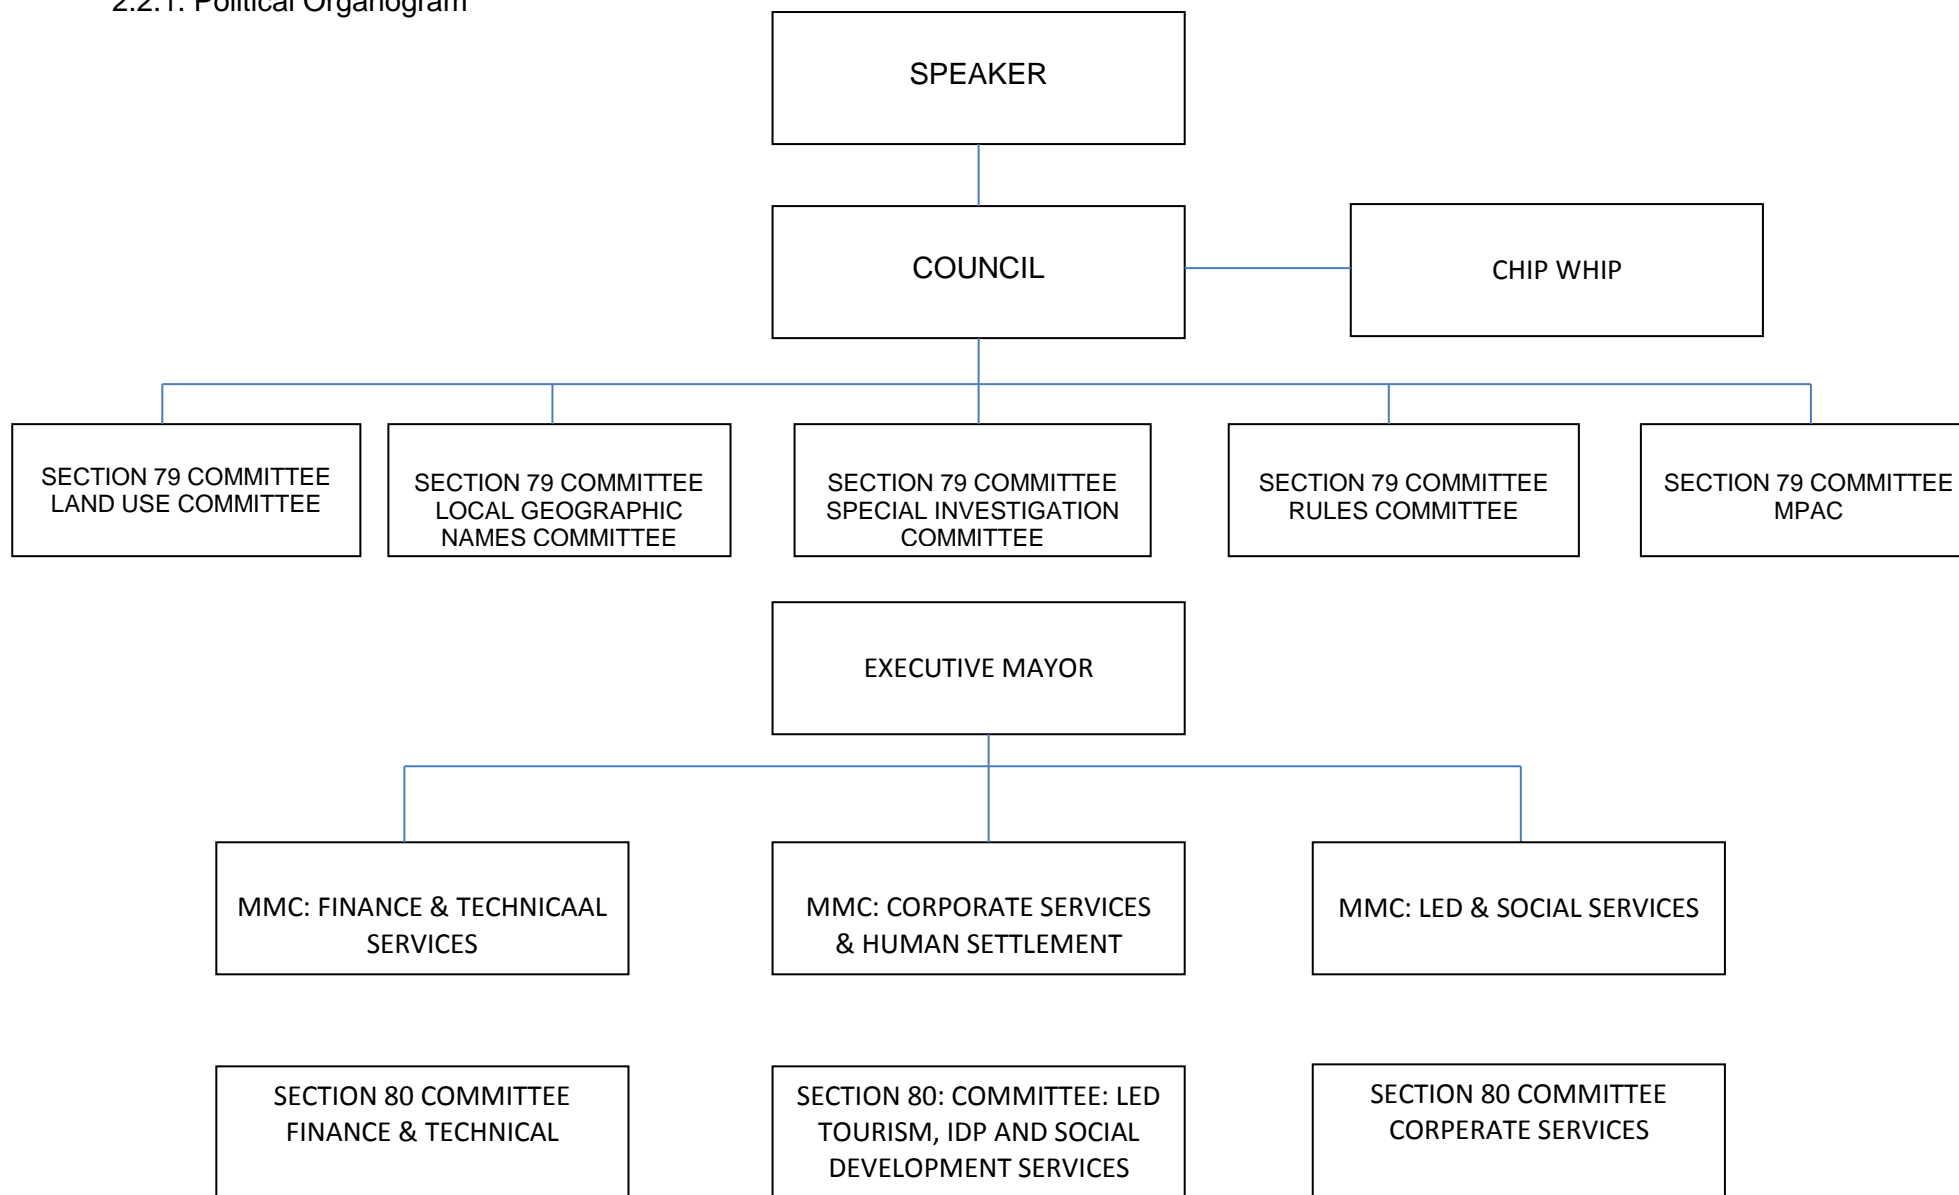 2.2.1. Political Organogram
SPEAKER
COUNCIL
CHIP WHIP
SECTION 79 COMMITTEE
LAND USE COMMITTEE
SECTION 79 COMMITTEE
LOCAL GEOGRAPHIC
NAMES COMMITTEE
SECTION 79 COMMITTEE
SPECIAL INVESTIGATION
COMMITTEE
SECTION 79 COMMITTEE
RULES COMMITTEE
SECTION 79 COMMITTEE
MPAC
EXECUTIVE MAYOR
MMC: FINANCE & TECHNICAAL
SERVICES
MMC: CORPORATE SERVICES
& HUMAN SETTLEMENT
MMC: LED & SOCIAL SERVICES
SECTION 80 COMMITTEE
FINANCE & TECHNICAL
SECTION 80: COMMITTEE: LED
TOURISM, IDP AND SOCIAL
DEVELOPMENT SERVICES
SECTION 80 COMMITTEE
CORPERATE SERVICES